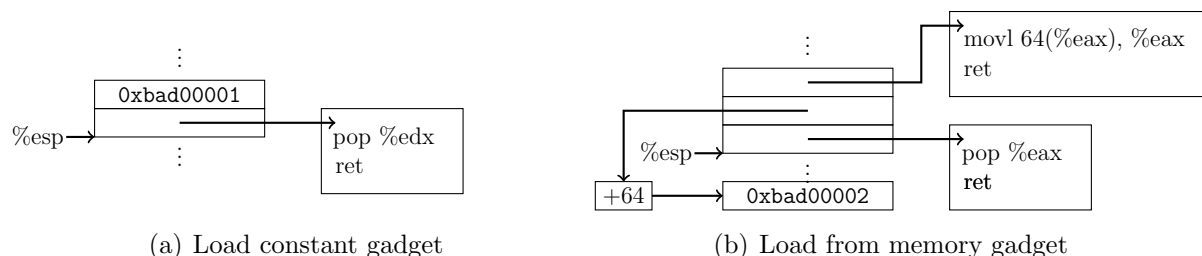 ⋮
0xbad00001
%esp
pop %edx
ret
⋮
(a) Load constant gadget
⋮
movl 64(%eax), %eax
ret
%esp
pop %eax
ret
⋮
+64
0xbad00002
(b) Load from memory gadget